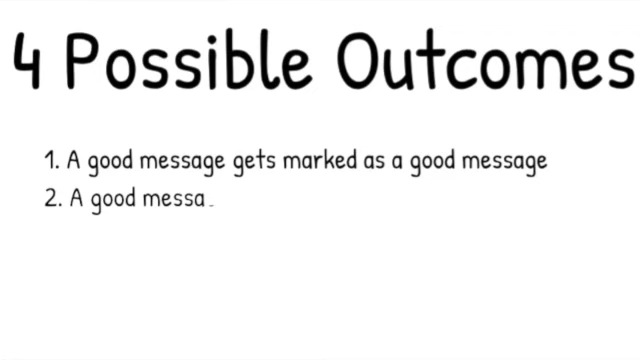 4 Possible Outcomes
1. A good message gets marked as a good message
2. A good messa